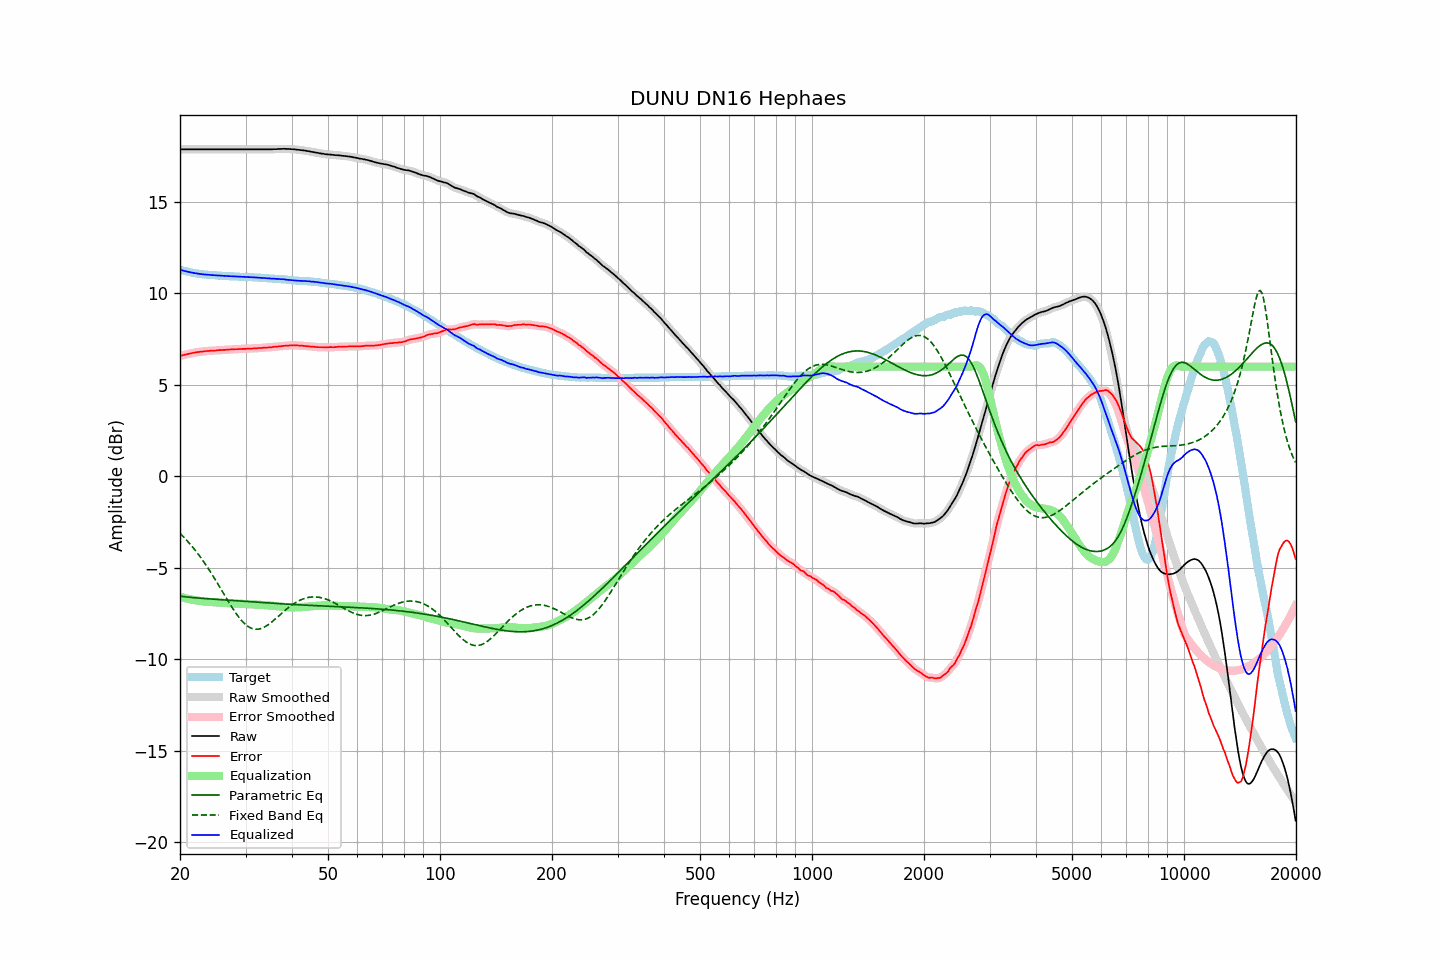 DUNU DN16 Hephaes
Amplitude (dBr)
15
10
5
0
−5
−10
−15
−20
Target
Raw Smoothed
Error Smoothed
Raw
Error
Equalization
Parametric Eq
Fixed Band Eq
Equalized
20 50 100 200 500 1000 2000 5000 10000 20000
Frequency (Hz)